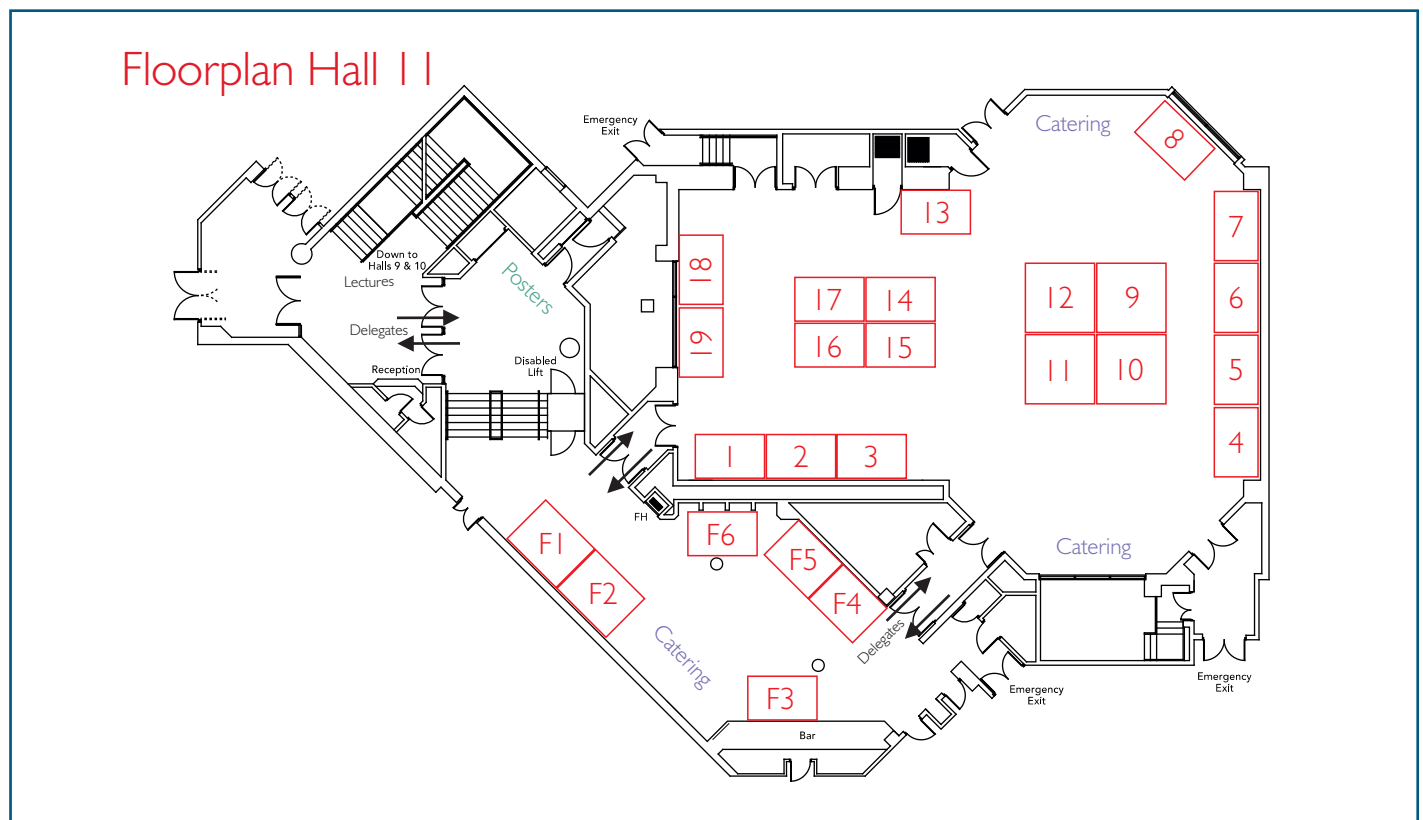 Floorplan Hall 11
Emergency
Exit
Catering
8
13
7
Down to
Halls 9 & 10
Lectures
Posters
18
17
14
12
9
6
Delegates
19
16
15
11
10
5
Disabled
LIft
Reception
1
2
3
4
FH
F6
F1
F5
Catering
F2
F4
Delegates
Catering
F3
Emergency
Exit
Emergency
Exit
Bar